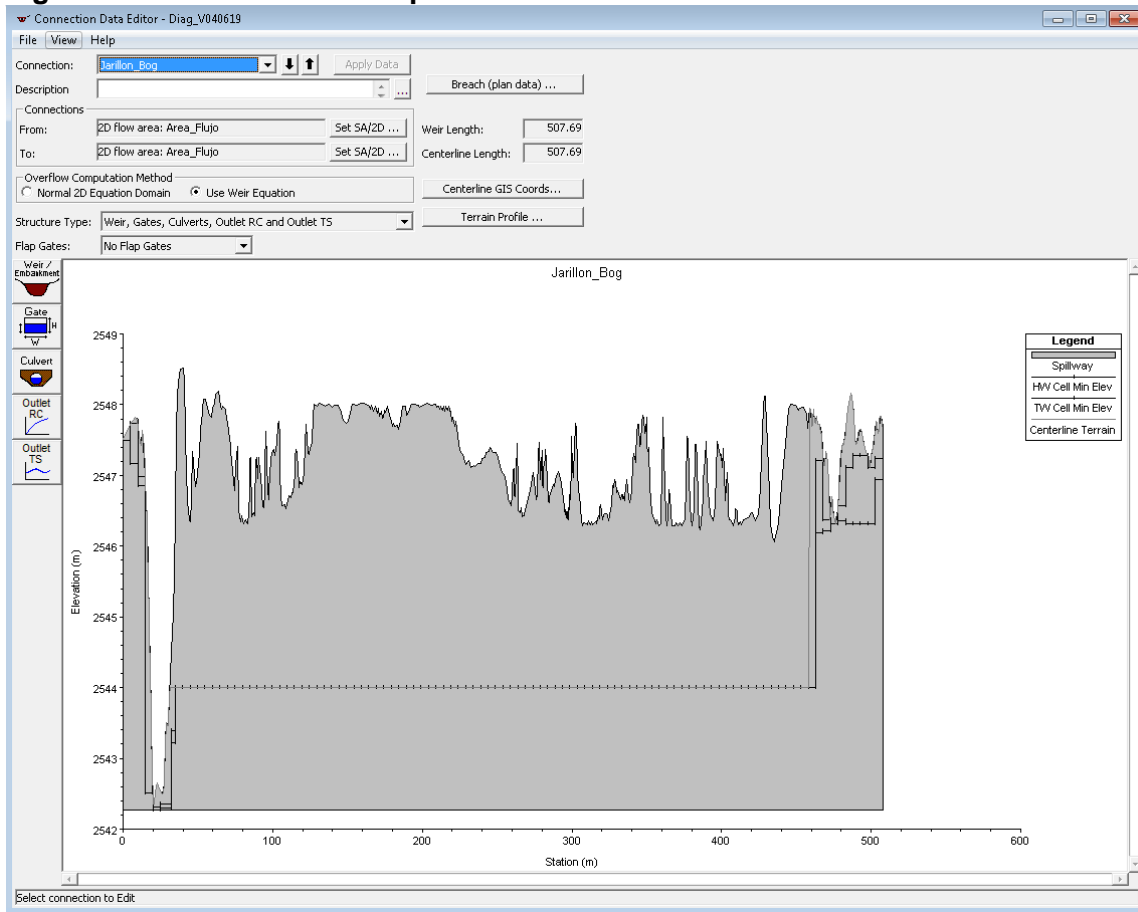 Connection Data Editor - Diag_V040619
File View Help
Connection: Jarillon_Bog Apply Data
Description ... Breach (plan data) ...
Connections
From: 2D flow area: Area_Flujo Set SA/2D ... Weir Length: 507.69
To: 2D flow area: Area_Flujo Set SA/2D ... Centerline Length: 507.69
Overflow Computation Method
Normal 2D Equation Domain Use Weir Equation Centerline GIS Coords...
Structure Type: Weir, Gates, Culverts, Outlet RC and Outlet TS Terrain Profile ...
Flap Gates: No Flap Gates
Weir / Embankment
Gate
H
W
Culvert
Outlet RC
Outlet TS
Jarillon_Bog
2549
2548
2547
2546
2545
2544
2543
2542
Elevation (m)
0 100 200 300 400 500 600
Station (m)
Legend
Spillway
HW Cell Min Elev
TW Cell Min Elev
Centerline Terrain
Select connection to Edit